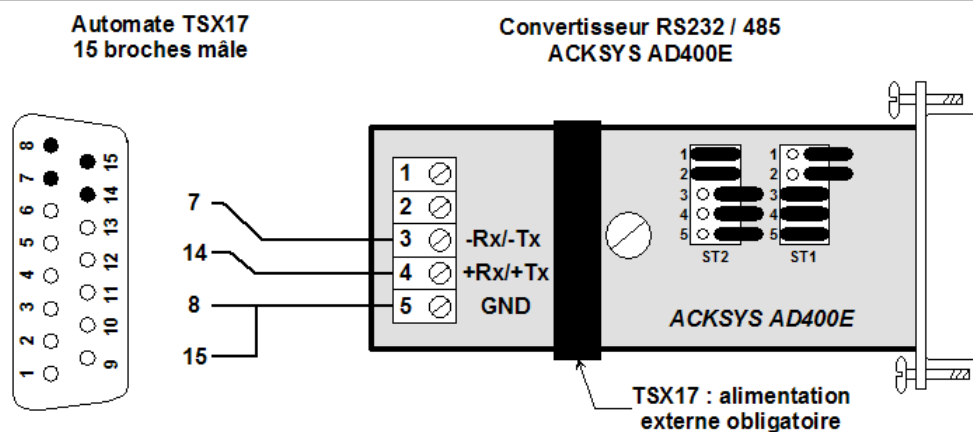 Automate TSX17
15 broches mâle
Convertisseur RS232 / 485
ACKSYS AD400E
8
7
6
5
4
3
2
1
15
14
13
12
11
10
9
7
14
8
15
1
2
3 -Rx/-Tx
4 +Rx/+Tx
5 GND
1
2
3
4
5
ST2
1
2
3
4
5
ST1
ACKSYS AD400E
TSX17 : alimentation
externe obligatoire